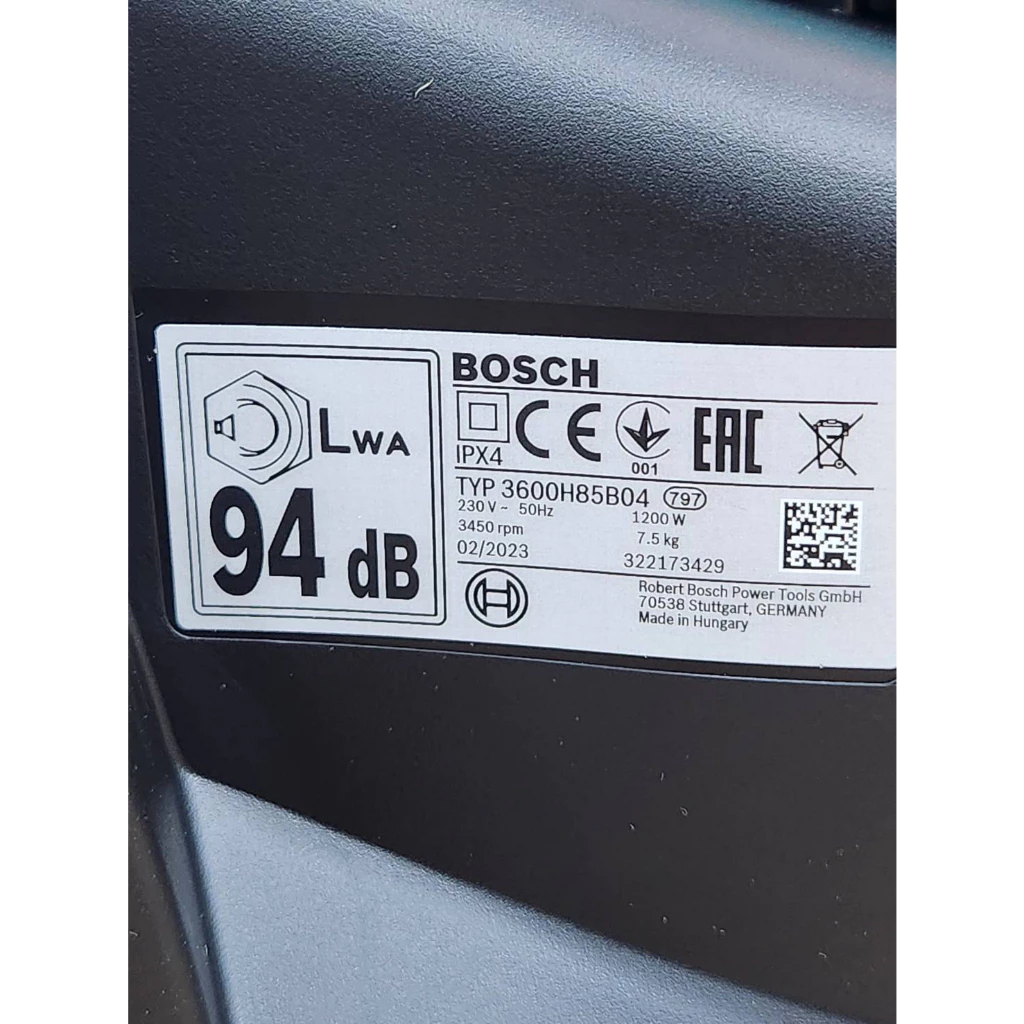 LWA
94 dB
BOSCH
CE
001
EAC
IPX4
TYP 3600H85B04 797
230 V ~ 50Hz 1200 W
3450 rpm 7.5 kg
02/2023 322173429
Robert Bosch Power Tools GmbH
70538 Stuttgart, GERMANY
Made in Hungary